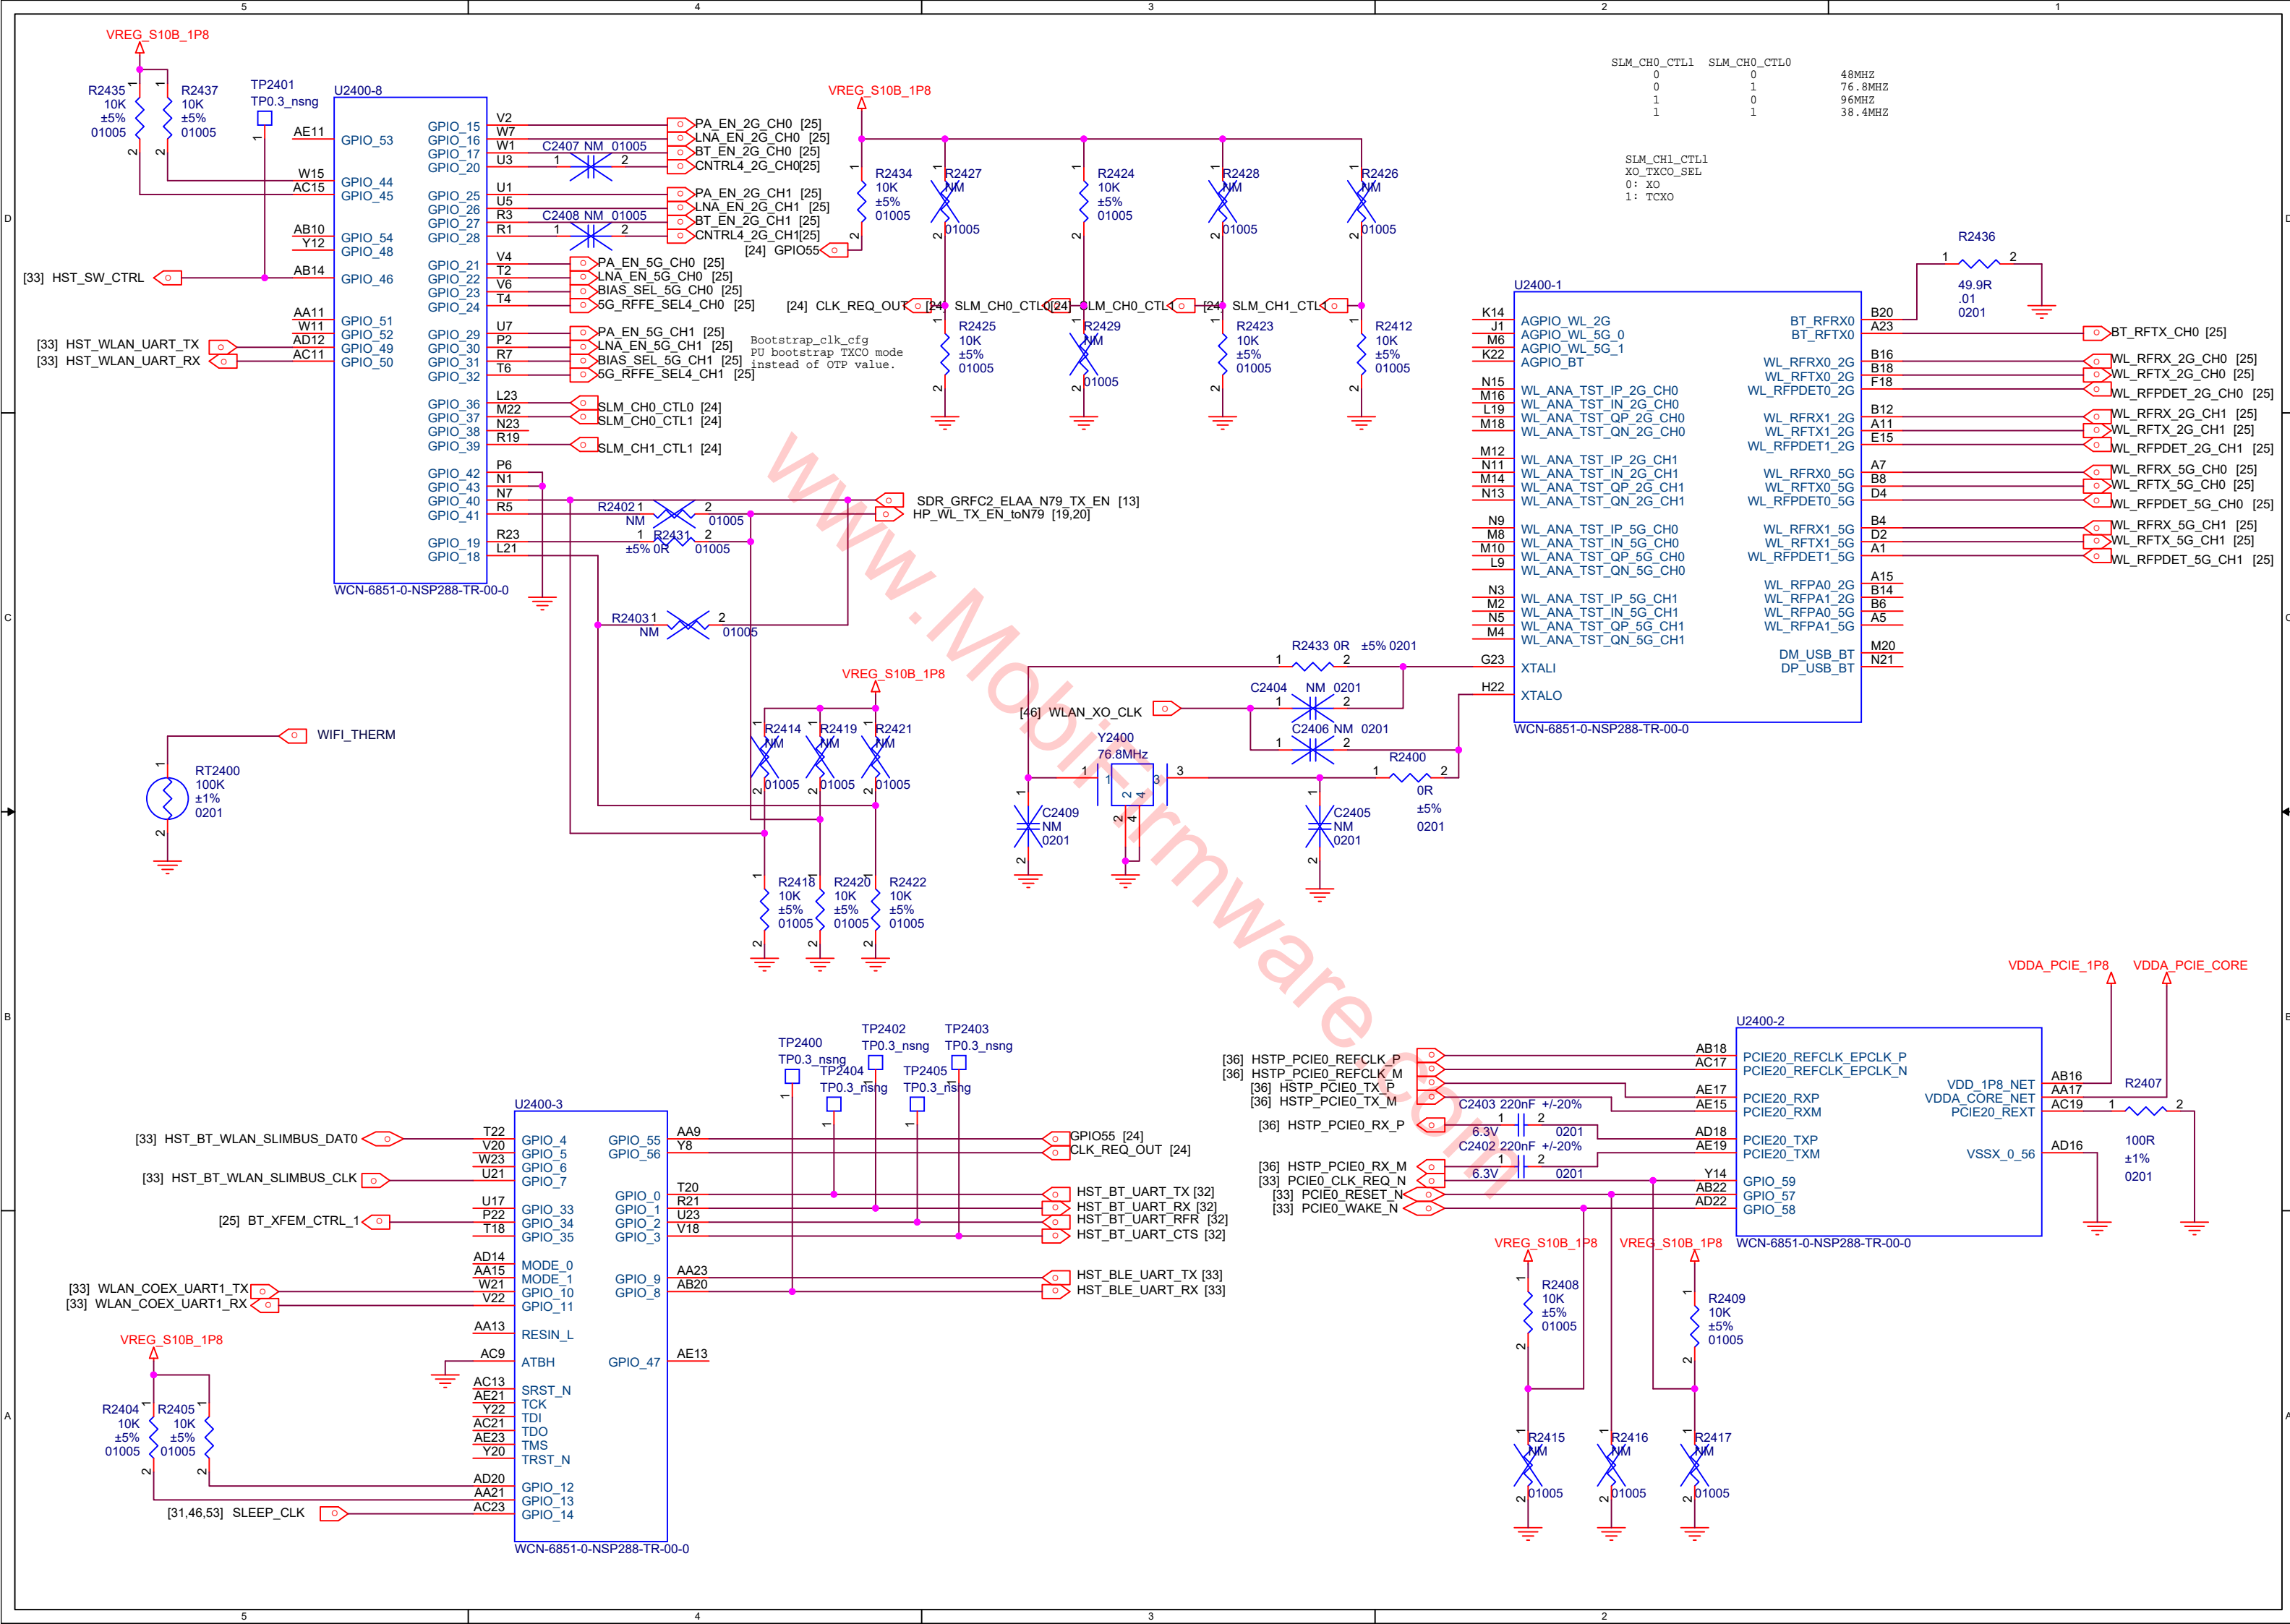 5 4 3 2 1
VREG_S10B_1P8
R2435
10K
±5%
01005
R2437
10K
±5%
01005
TP2401
TP0.3_nsng
U2400-8
AE11 GPIO_53
W15 GPIO_44
AC15 GPIO_45
AB10 GPIO_54
Y12 GPIO_48
[33] HST_SW_CTRL AB14 GPIO_46
AA11 GPIO_51
W11 GPIO_52
[33] HST_WLAN_UART_TX AD12 GPIO_49
[33] HST_WLAN_UART_RX AC11 GPIO_50
GPIO_15 V2 PA_EN_2G_CH0 [25]
GPIO_16 W7 LNA_EN_2G_CH0 [25]
GPIO_17 W1 BT_EN_2G_CH0 [25]
C2407 NM 01005
GPIO_20 U3 1 2 CNTRL4_2G_CH0[25]
GPIO_25 U1 PA_EN_2G_CH1 [25]
GPIO_26 U5 LNA_EN_2G_CH1 [25]
GPIO_27 R3 BT_EN_2G_CH1 [25]
C2408 NM 01005
GPIO_28 R1 1 2 CNTRL4_2G_CH1[25]
GPIO_21 V4 PA_EN_5G_CH0 [25]
GPIO_22 T2 LNA_EN_5G_CH0 [25]
GPIO_23 V6 BIAS_SEL_5G_CH0 [25]
GPIO_24 T4 5G_RFFE_SEL4_CH0 [25]
GPIO_29 U7 PA_EN_5G_CH1 [25]
GPIO_30 P2 LNA_EN_5G_CH1 [25]
GPIO_31 R7 BIAS_SEL_5G_CH1 [25]
GPIO_32 T6 5G_RFFE_SEL4_CH1 [25]
GPIO_36 L23 SLM_CH0_CTL0 [24]
GPIO_37 M22 SLM_CH0_CTL1 [24]
GPIO_38 N23
GPIO_39 R19 SLM_CH1_CTL1 [24]
GPIO_42 P6
GPIO_43 N1
GPIO_40 N7 SDR_GRFC2_ELAA_N79_TX_EN [13]
GPIO_41 R5 HP_WL_TX_EN_toN79 [19,20]
GPIO_19 R23
GPIO_18 L21
WCN-6851-0-NSP288-TR-00-0
R2402 1 2
NM 01005
1 R2431 2
±5% 0R 01005
R2403 1 2
NM 01005
VREG_S10B_1P8
R2434
10K
±5%
01005
[24] GPIO55
R2427
NM
01005
R2424
10K
±5%
01005
R2428
NM
01005
R2426
NM
01005
[24] CLK_REQ_OUT [24] SLM_CH0_CTL0 [24] SLM_CH0_CTL [24] SLM_CH1_CTL
R2425
10K
±5%
01005
R2429
NM
01005
R2423
10K
±5%
01005
R2412
10K
±5%
01005
Bootstrap_clk_cfg
PU bootstrap TXCO mode
instead of OTP value.
SLM_CH0_CTL1 SLM_CH0_CTL0
0 0 48MHZ
0 1 76.8MHZ
1 0 96MHZ
1 1 38.4MHZ
SLM_CH1_CTL1
XO_TXCO_SEL
0: XO
1: TCXO
R2436
1 2
49.9R
.01
0201
U2400-1
K14 AGPIO_WL_2G
J1 AGPIO_WL_5G_0
M6 AGPIO_WL_5G_1
K22 AGPIO_BT
N15 WL_ANA_TST_IP_2G_CH0
M16 WL_ANA_TST_IN_2G_CH0
L19 WL_ANA_TST_QP_2G_CH0
M18 WL_ANA_TST_QN_2G_CH0
M12 WL_ANA_TST_IP_2G_CH1
N11 WL_ANA_TST_IN_2G_CH1
M14 WL_ANA_TST_QP_2G_CH1
N13 WL_ANA_TST_QN_2G_CH1
N9 WL_ANA_TST_IP_5G_CH0
M8 WL_ANA_TST_IN_5G_CH0
M10 WL_ANA_TST_QP_5G_CH0
L9 WL_ANA_TST_QN_5G_CH0
N3 WL_ANA_TST_IP_5G_CH1
M2 WL_ANA_TST_IN_5G_CH1
N5 WL_ANA_TST_QP_5G_CH1
M4 WL_ANA_TST_QN_5G_CH1
G23 XTALI
H22 XTALO
BT_RFRX0 B20
BT_RFTX0 A23 BT_RFTX_CH0 [25]
WL_RFRX0_2G B16 WL_RFRX_2G_CH0 [25]
WL_RFTX0_2G B18 WL_RFTX_2G_CH0 [25]
WL_RFPDET0_2G F18 WL_RFPDET_2G_CH0 [25]
WL_RFRX1_2G B12 WL_RFRX_2G_CH1 [25]
WL_RFTX1_2G A11 WL_RFTX_2G_CH1 [25]
WL_RFPDET1_2G E15 WL_RFPDET_2G_CH1 [25]
WL_RFRX0_5G A7 WL_RFRX_5G_CH0 [25]
WL_RFTX0_5G B8 WL_RFTX_5G_CH0 [25]
WL_RFPDET0_5G D4 WL_RFPDET_5G_CH0 [25]
WL_RFRX1_5G B4 WL_RFRX_5G_CH1 [25]
WL_RFTX1_5G D2 WL_RFTX_5G_CH1 [25]
WL_RFPDET1_5G A1 WL_RFPDET_5G_CH1 [25]
WL_RFPA0_2G A15
WL_RFPA1_2G B14
WL_RFPA0_5G B6
WL_RFPA1_5G A5
DM_USB_BT M20
DP_USB_BT N21
WCN-6851-0-NSP288-TR-00-0
R2433 0R ±5% 0201
C2404 NM 0201
[46] WLAN_XO_CLK
C2406 NM 0201
Y2400
76.8MHz
R2400
0R
±5%
0201
C2409
NM
0201
C2405
NM
0201
WIFI_THERM
RT2400
100K
±1%
0201
VREG_S10B_1P8
R2414
NM
01005
R2419
NM
01005
R2421
NM
01005
R2418
10K
±5%
01005
R2420
10K
±5%
01005
R2422
10K
±5%
01005
www.MobiFirmware.com
TP2400
TP0.3_nsng
TP2402
TP0.3_nsng
TP2403
TP0.3_nsng
TP2404
TP0.3_nsng
TP2405
TP0.3_nsng
U2400-3
[33] HST_BT_WLAN_SLIMBUS_DAT0 T22 GPIO_4
V20 GPIO_5
W23 GPIO_6
[33] HST_BT_WLAN_SLIMBUS_CLK U21 GPIO_7
U17 GPIO_33
[25] BT_XFEM_CTRL_1 P22 GPIO_34
T18 GPIO_35
AD14 MODE_0
AA15 MODE_1
[33] WLAN_COEX_UART1_TX W21 GPIO_10
[33] WLAN_COEX_UART1_RX V22 GPIO_11
AA13 RESIN_L
AC9 ATBH
AC13 SRST_N
AE21 TCK
Y22 TDI
AC21 TDO
AE23 TMS
Y20 TRST_N
AD20 GPIO_12
AA21 GPIO_13
[31,46,53] SLEEP_CLK AC23 GPIO_14
VREG_S10B_1P8
R2404
10K
±5%
01005
R2405
10K
±5%
01005
GPIO_55 AA9 GPIO55 [24]
GPIO_56 Y8 CLK_REQ_OUT [24]
GPIO_0 T20 HST_BT_UART_TX [32]
GPIO_1 R21 HST_BT_UART_RX [32]
GPIO_2 U23 HST_BT_UART_RFR [32]
GPIO_3 V18 HST_BT_UART_CTS [32]
GPIO_9 AA23 HST_BLE_UART_TX [33]
GPIO_8 AB20 HST_BLE_UART_RX [33]
GPIO_47 AE13
WCN-6851-0-NSP288-TR-00-0
VDDA_PCIE_1P8 VDDA_PCIE_CORE
U2400-2
[36] HSTP_PCIE0_REFCLK_P AB18 PCIE20_REFCLK_EPCLK_P
[36] HSTP_PCIE0_REFCLK_M AC17 PCIE20_REFCLK_EPCLK_N
[36] HSTP_PCIE0_TX_P AE17 PCIE20_RXP
[36] HSTP_PCIE0_TX_M AE15 PCIE20_RXM
C2403 220nF +/-20%
[36] HSTP_PCIE0_RX_P 6.3V 0201 AD18 PCIE20_TXP
C2402 220nF +/-20%
[36] HSTP_PCIE0_RX_M 6.3V 0201 AE19 PCIE20_TXM
[33] PCIE0_CLK_REQ_N Y14 GPIO_59
[33] PCIE0_RESET_N AB22 GPIO_57
[33] PCIE0_WAKE_N AD22 GPIO_58
VDD_1P8_NET AB16
VDDA_CORE_NET AA17
PCIE20_REXT AC19
VSSX_0_56 AD16
R2407
1 2
100R
±1%
0201
WCN-6851-0-NSP288-TR-00-0
VREG_S10B_1P8 VREG_S10B_1P8
R2408
10K
±5%
01005
R2409
10K
±5%
01005
R2415
NM
01005
R2416
NM
01005
R2417
NM
01005
D
C
B
A
5 4 3 2